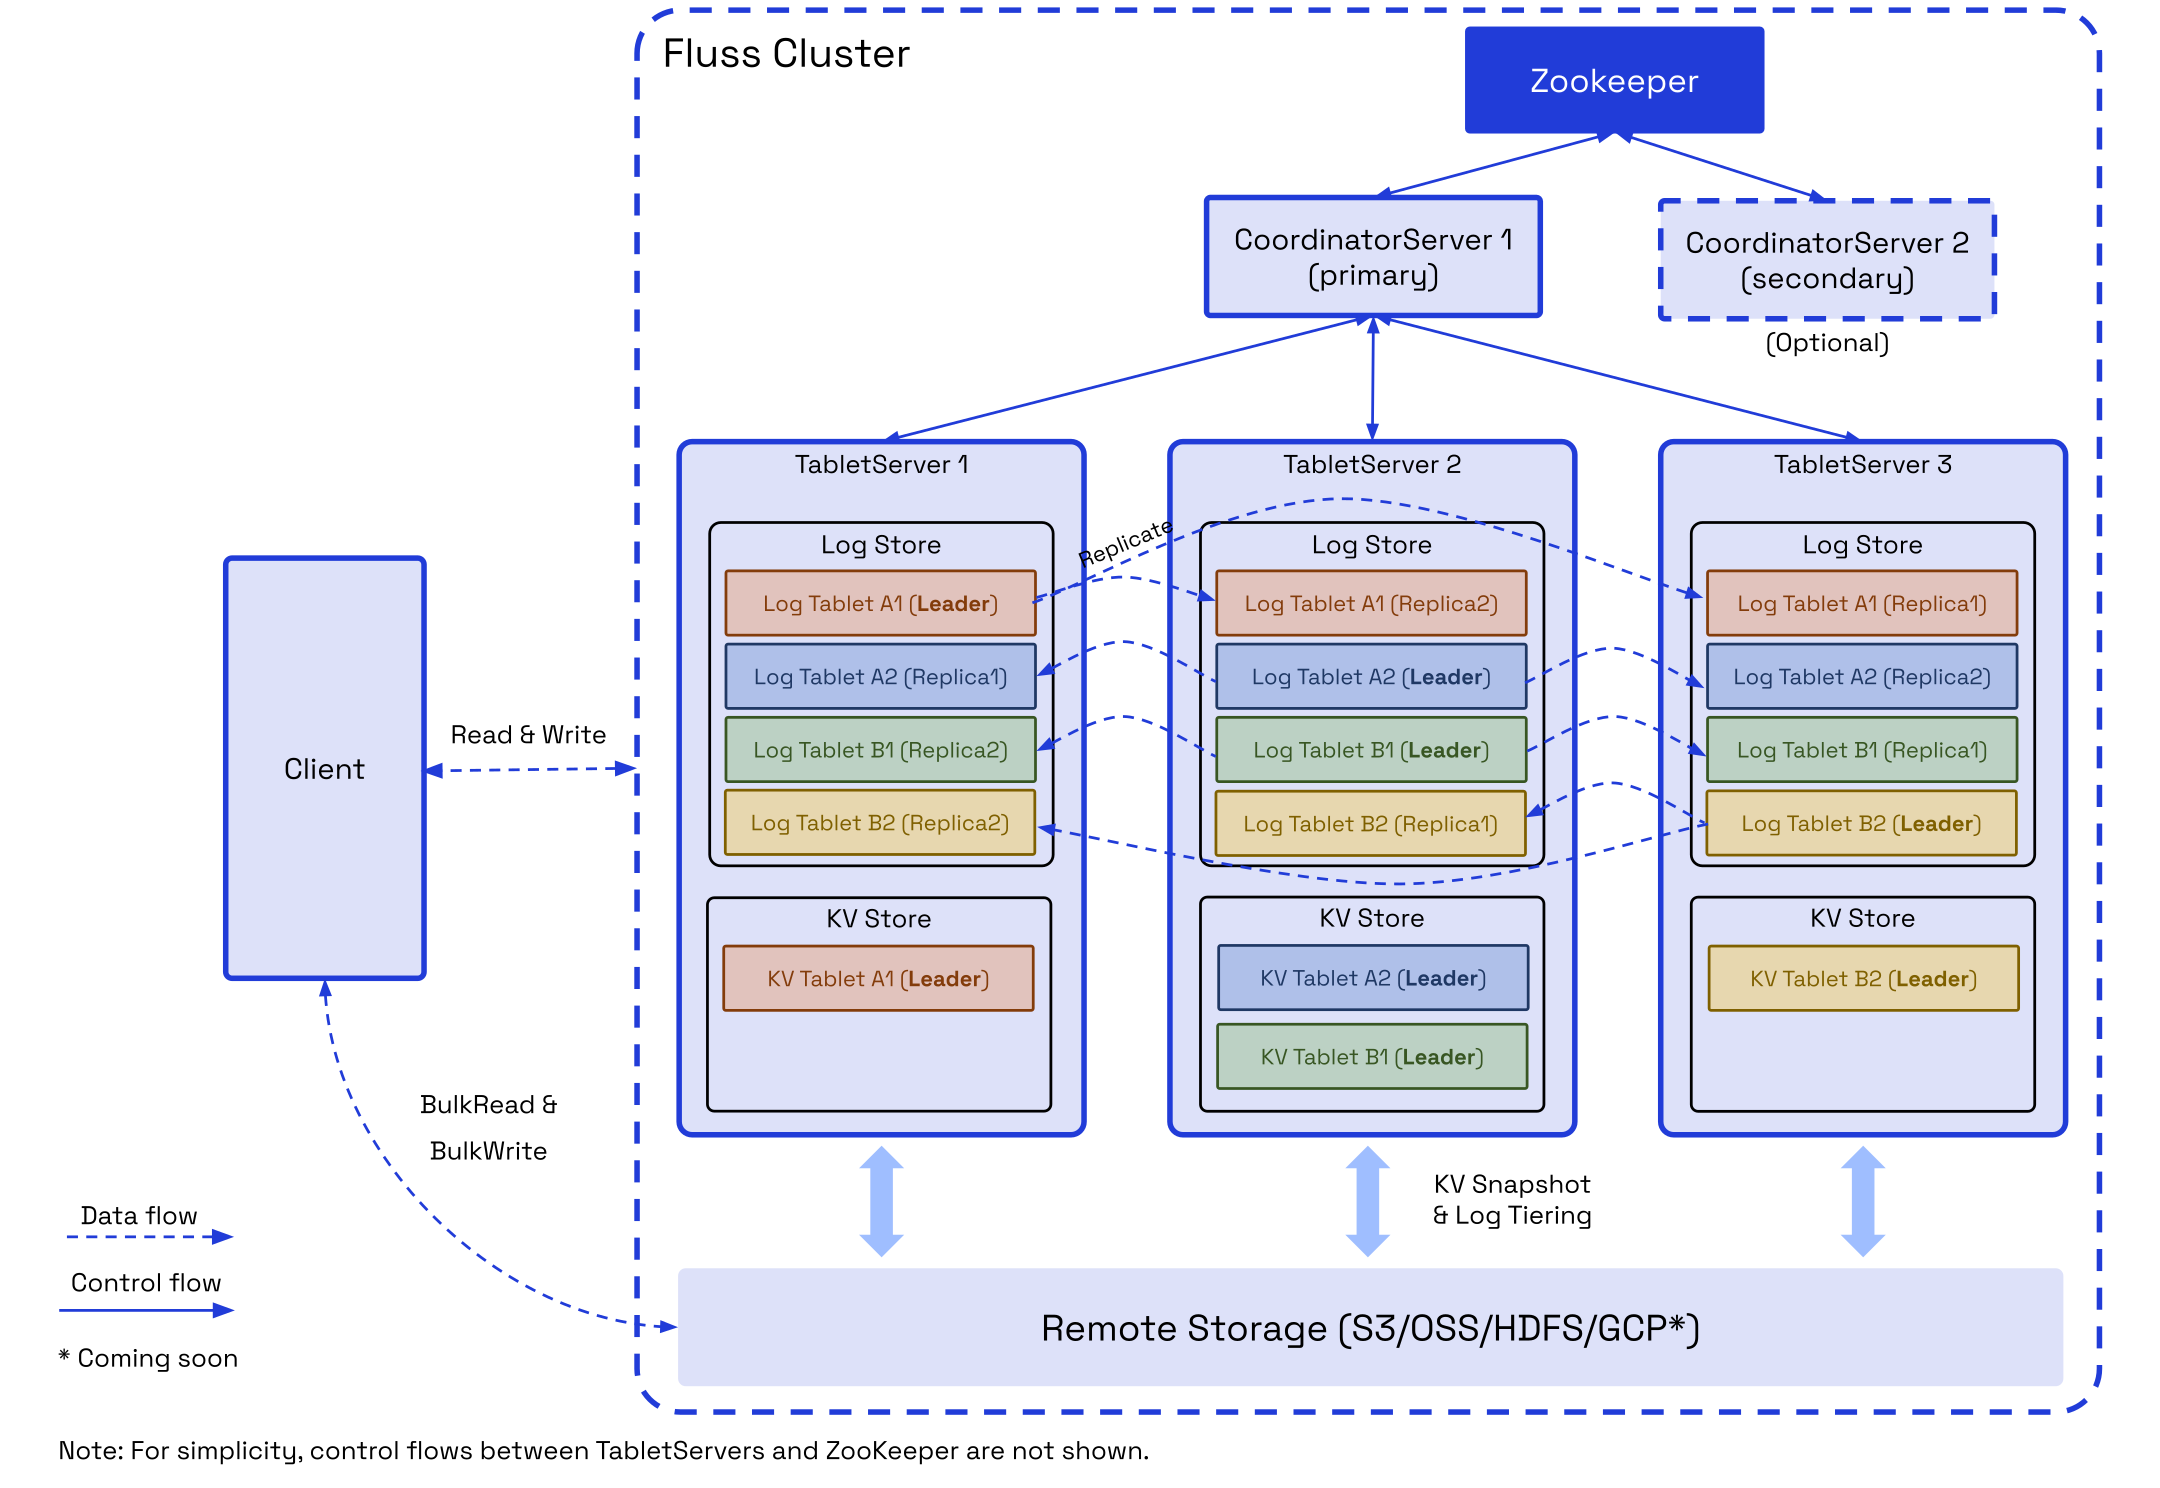 Fluss Cluster
Zookeeper
CoordinatorServer 1
(primary)
CoordinatorServer 2
(secondary)
(Optional)
TabletServer 1
Log Store
Log Tablet A1 (Leader)
Log Tablet A2 (Replica1)
Log Tablet B1 (Replica2)
Log Tablet B2 (Replica2)
KV Store
KV Tablet A1 (Leader)
Replicate
TabletServer 2
Log Store
Log Tablet A1 (Replica2)
Log Tablet A2 (Leader)
Log Tablet B1 (Leader)
Log Tablet B2 (Replica1)
KV Store
KV Tablet A2 (Leader)
KV Tablet B1 (Leader)
TabletServer 3
Log Store
Log Tablet A1 (Replica1)
Log Tablet A2 (Replica2)
Log Tablet B1 (Replica1)
Log Tablet B2 (Leader)
KV Store
KV Tablet B2 (Leader)
Client
Read & Write
BulkRead &
BulkWrite
KV Snapshot
& Log Tiering
Remote Storage (S3/OSS/HDFS/GCP*)
Data flow
Control flow
* Coming soon
Note: For simplicity, control flows between TabletServers and ZooKeeper are not shown.